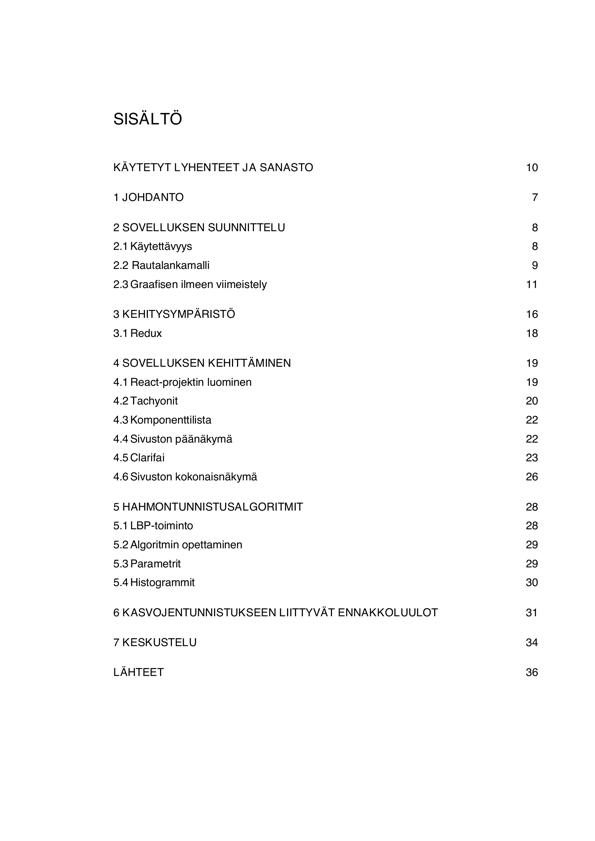 SISÄLTÖ
KÄYTETYT LYHENTEET JA SANASTO 10
1 JOHDANTO 7
2 SOVELLUKSEN SUUNNITTELU 8
2.1 Käytettävyys 8
2.2 Rautalankamalli 9
2.3 Graafisen ilmeen viimeistely 11
3 KEHITYSYMPÄRISTÖ 16
3.1 Redux 18
4 SOVELLUKSEN KEHITTÄMINEN 19
4.1 React-projektin luominen 19
4.2 Tachyonit 20
4.3 Komponenttilista 22
4.4 Sivuston päänäkymä 22
4.5 Clarifai 23
4.6 Sivuston kokonaisnäkymä 26
5 HAHMONTUNNISTUSALGORITMIT 28
5.1 LBP-toiminto 28
5.2 Algoritmin opettaminen 29
5.3 Parametrit 29
5.4 Histogrammit 30
6 KASVOJENTUNNISTUKSEEN LIITTYVÄT ENNAKKOLUULOT 31
7 KESKUSTELU 34
LÄHTEET 36